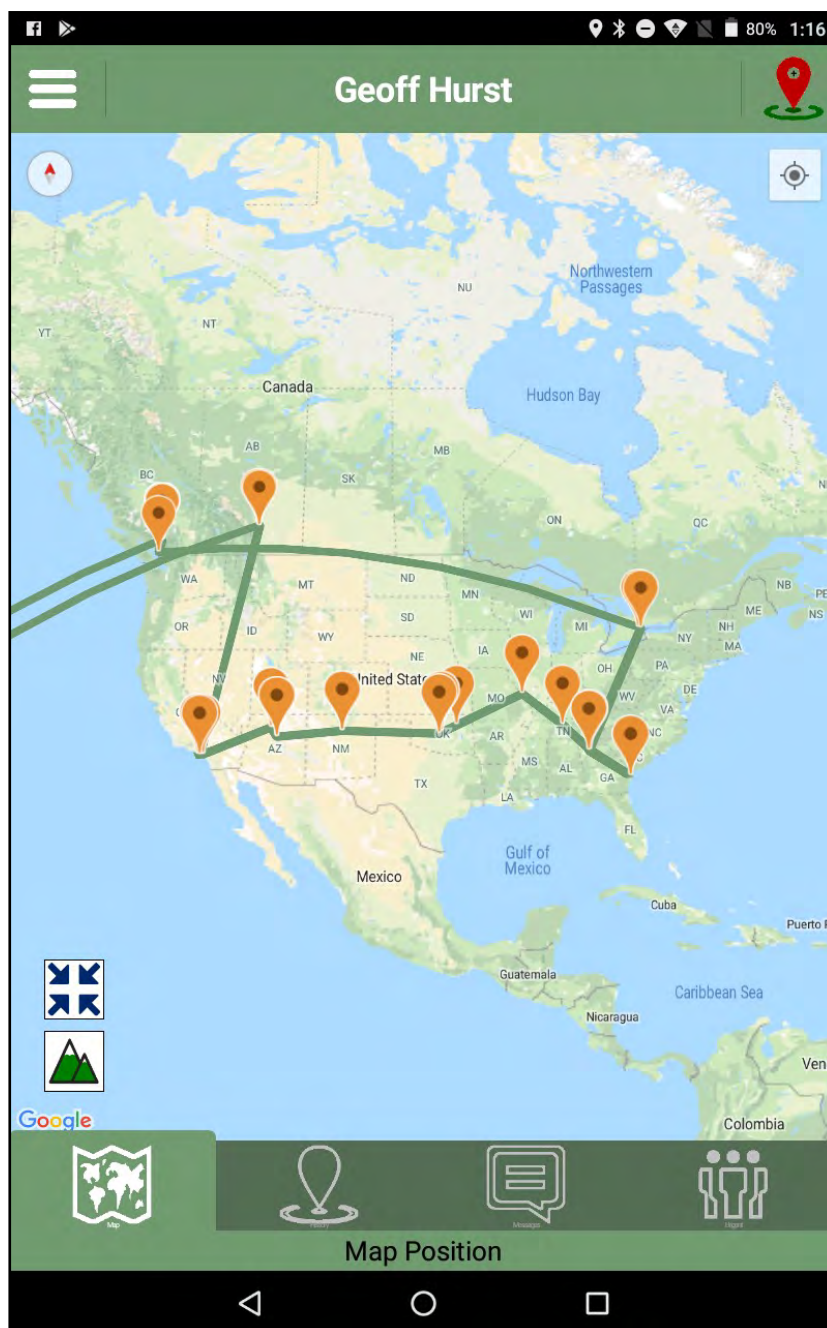 80% 1:16
Geoff Hurst
NU
Northwestern
Passages
NT
YT
Canada
Hudson Bay
AB
MB
BC
SK
ON
QC
WA
MT
ND
NB
MN
ME
OR
ID
SD
WI
MI
NH
WY
NY
MA
IA
NE
PA
OH
NV
United State
DE
MO
WV
VA
OK
TN
NC
AZ
NM
AR
MS
AL
GA
TX
LA
FL
Gulf of
Mexico
Mexico
Cuba
Puerto
Guatemala
Caribbean Sea
Nicaragua
Ven
Google
Colombia
Map
Messages
Map Position